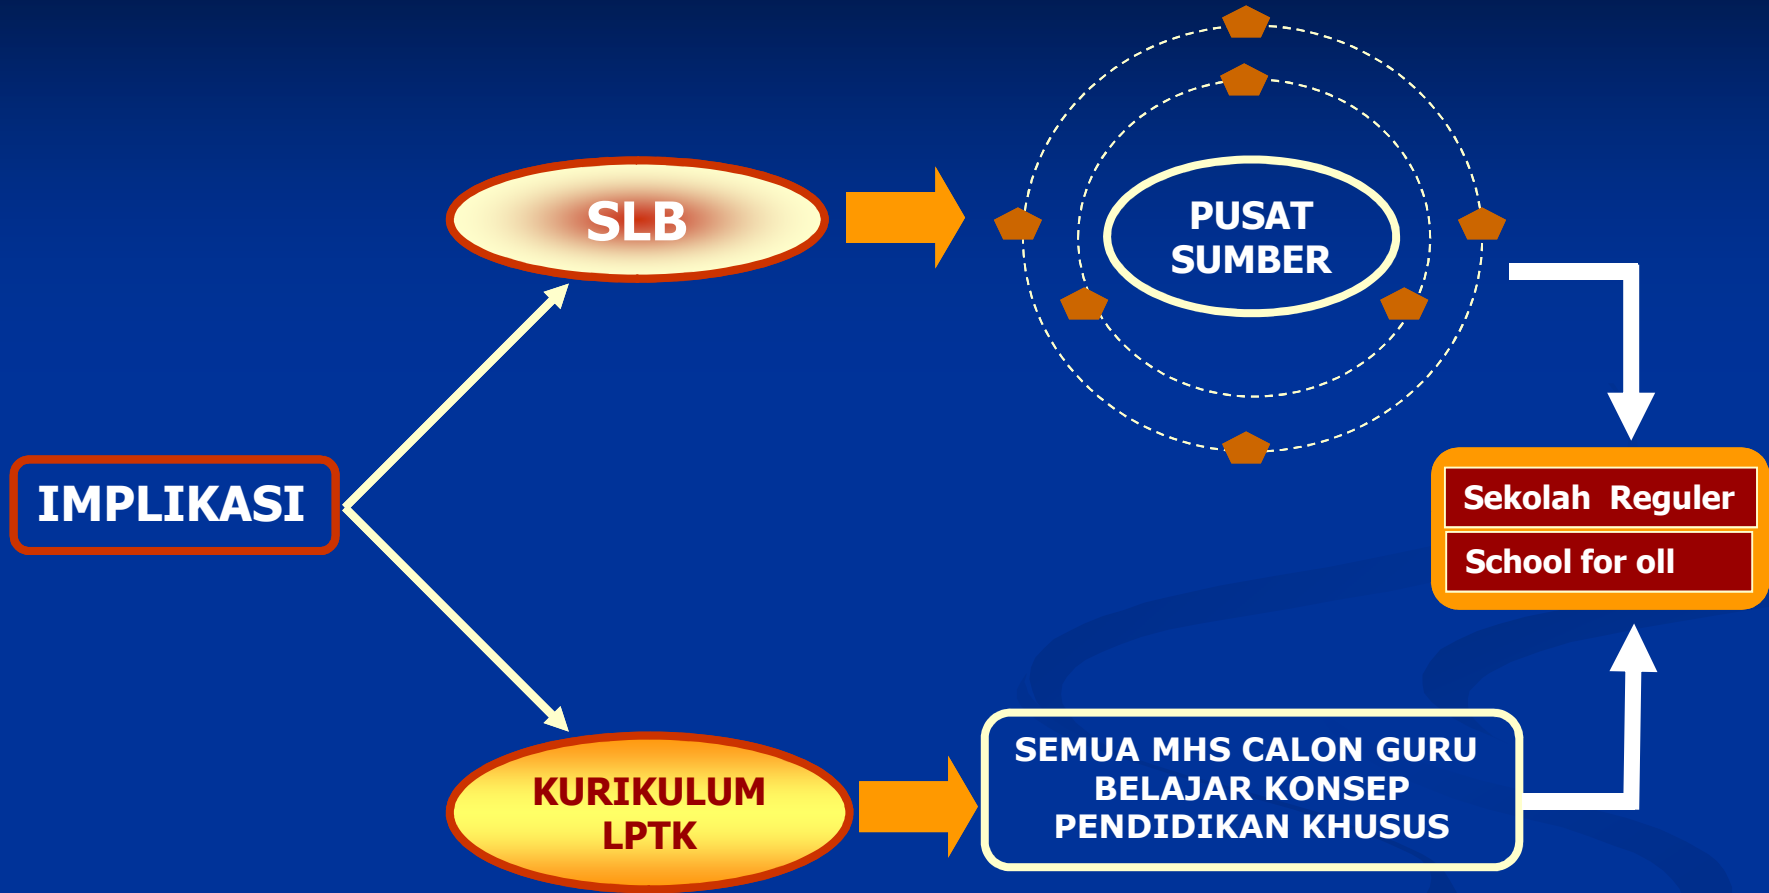 SLB
PUSAT
SUMBER
IMPLIKASI
Sekolah Reguler
School for oll
KURIKULUM
LPTK
SEMUA MHS CALON GURU
BELAJAR KONSEP
PENDIDIKAN KHUSUS